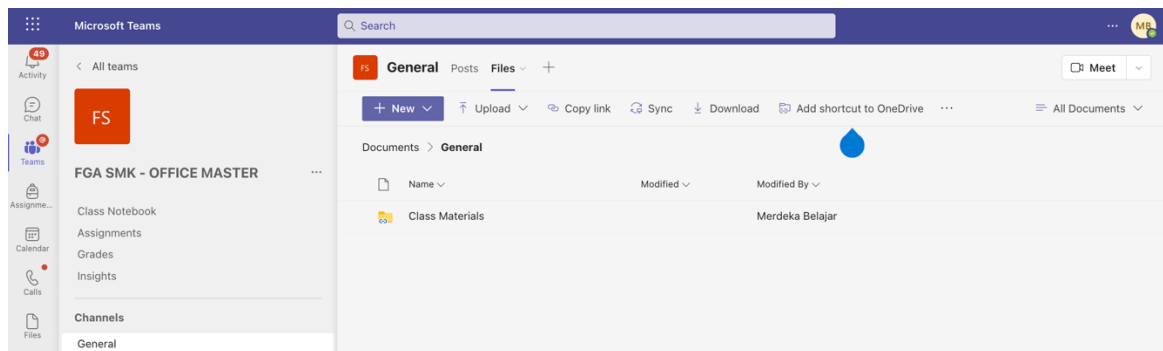 Microsoft Teams
Search
MB
49
Activity
Chat
@
Teams
Assignme...
Calendar
Calls
Files
All teams
FS
FGA SMK - OFFICE MASTER
Class Notebook
Assignments
Grades
Insights
Channels
General
FS General Posts Files
Meet
New Upload Copy link Sync Download Add shortcut to OneDrive All Documents
Documents > General
Name Modified Modified By
Class Materials Merdeka Belajar